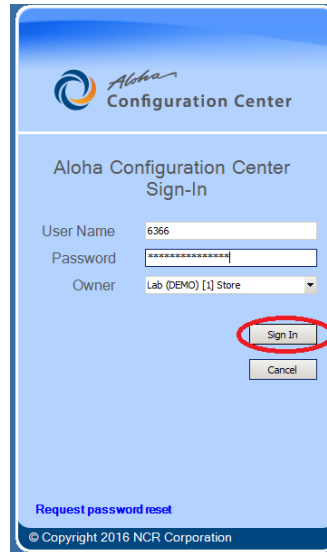 Aloha
Configuration Center
Aloha Configuration Center
Sign-In
User Name 6366
Password ***************
Owner Lab (DEMO) [1] Store
Sign In
Cancel
Request password reset
© Copyright 2016 NCR Corporation